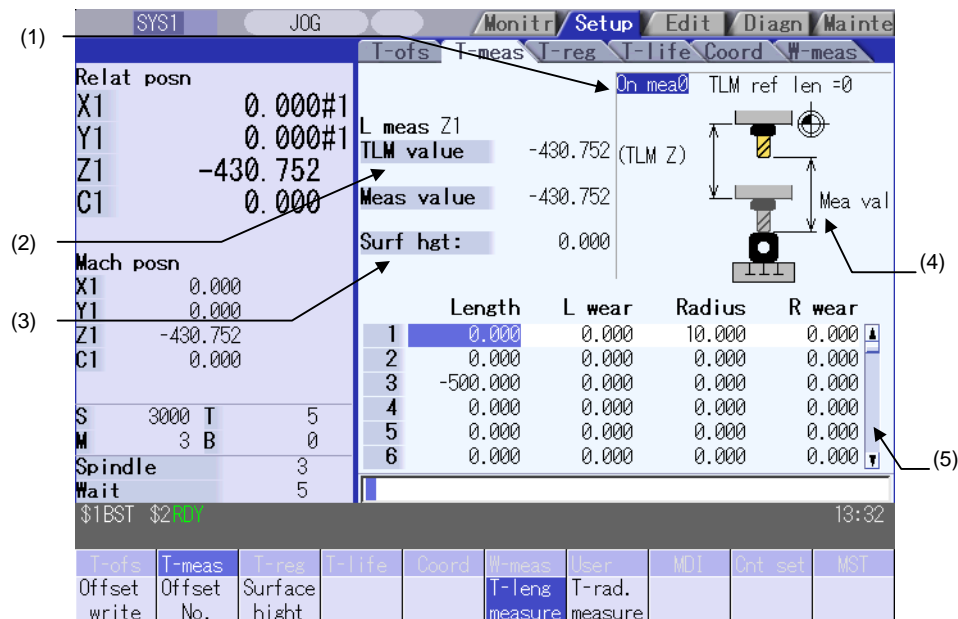 SYS1 JOG Monitr Setup Edit Diagn Mainte
T-ofs T-meas T-reg T-life Coord W-meas
(1)
Relat posn
X1 0.000#1
Y1 0.000#1
Z1 -430.752
C1 0.000
(2)
Mach posn
X1 0.000
Y1 0.000
Z1 -430.752
C1 0.000
(3)
S 3000 T 5
M 3 B 0
Spindle 3
Wait 5
On mea0 TLM ref len =0
L meas Z1
TLM value -430.752 (TLM Z)
Meas value -430.752
Mea val
Surf hgt: 0.000
(4)
Length L wear Radius R wear
1 0.000 0.000 10.000 0.000
2 0.000 0.000 0.000 0.000
3 -500.000 0.000 0.000 0.000
4 0.000 0.000 0.000 0.000
5 0.000 0.000 0.000 0.000
6 0.000 0.000 0.000 0.000
(5)
$1BST $2RDY 13:32
T-ofs T-meas T-reg T-life Coord W-meas User MDI Cnt set MST
Offset write
Offset No.
Surface hight
T-leng measure
T-rad. measure